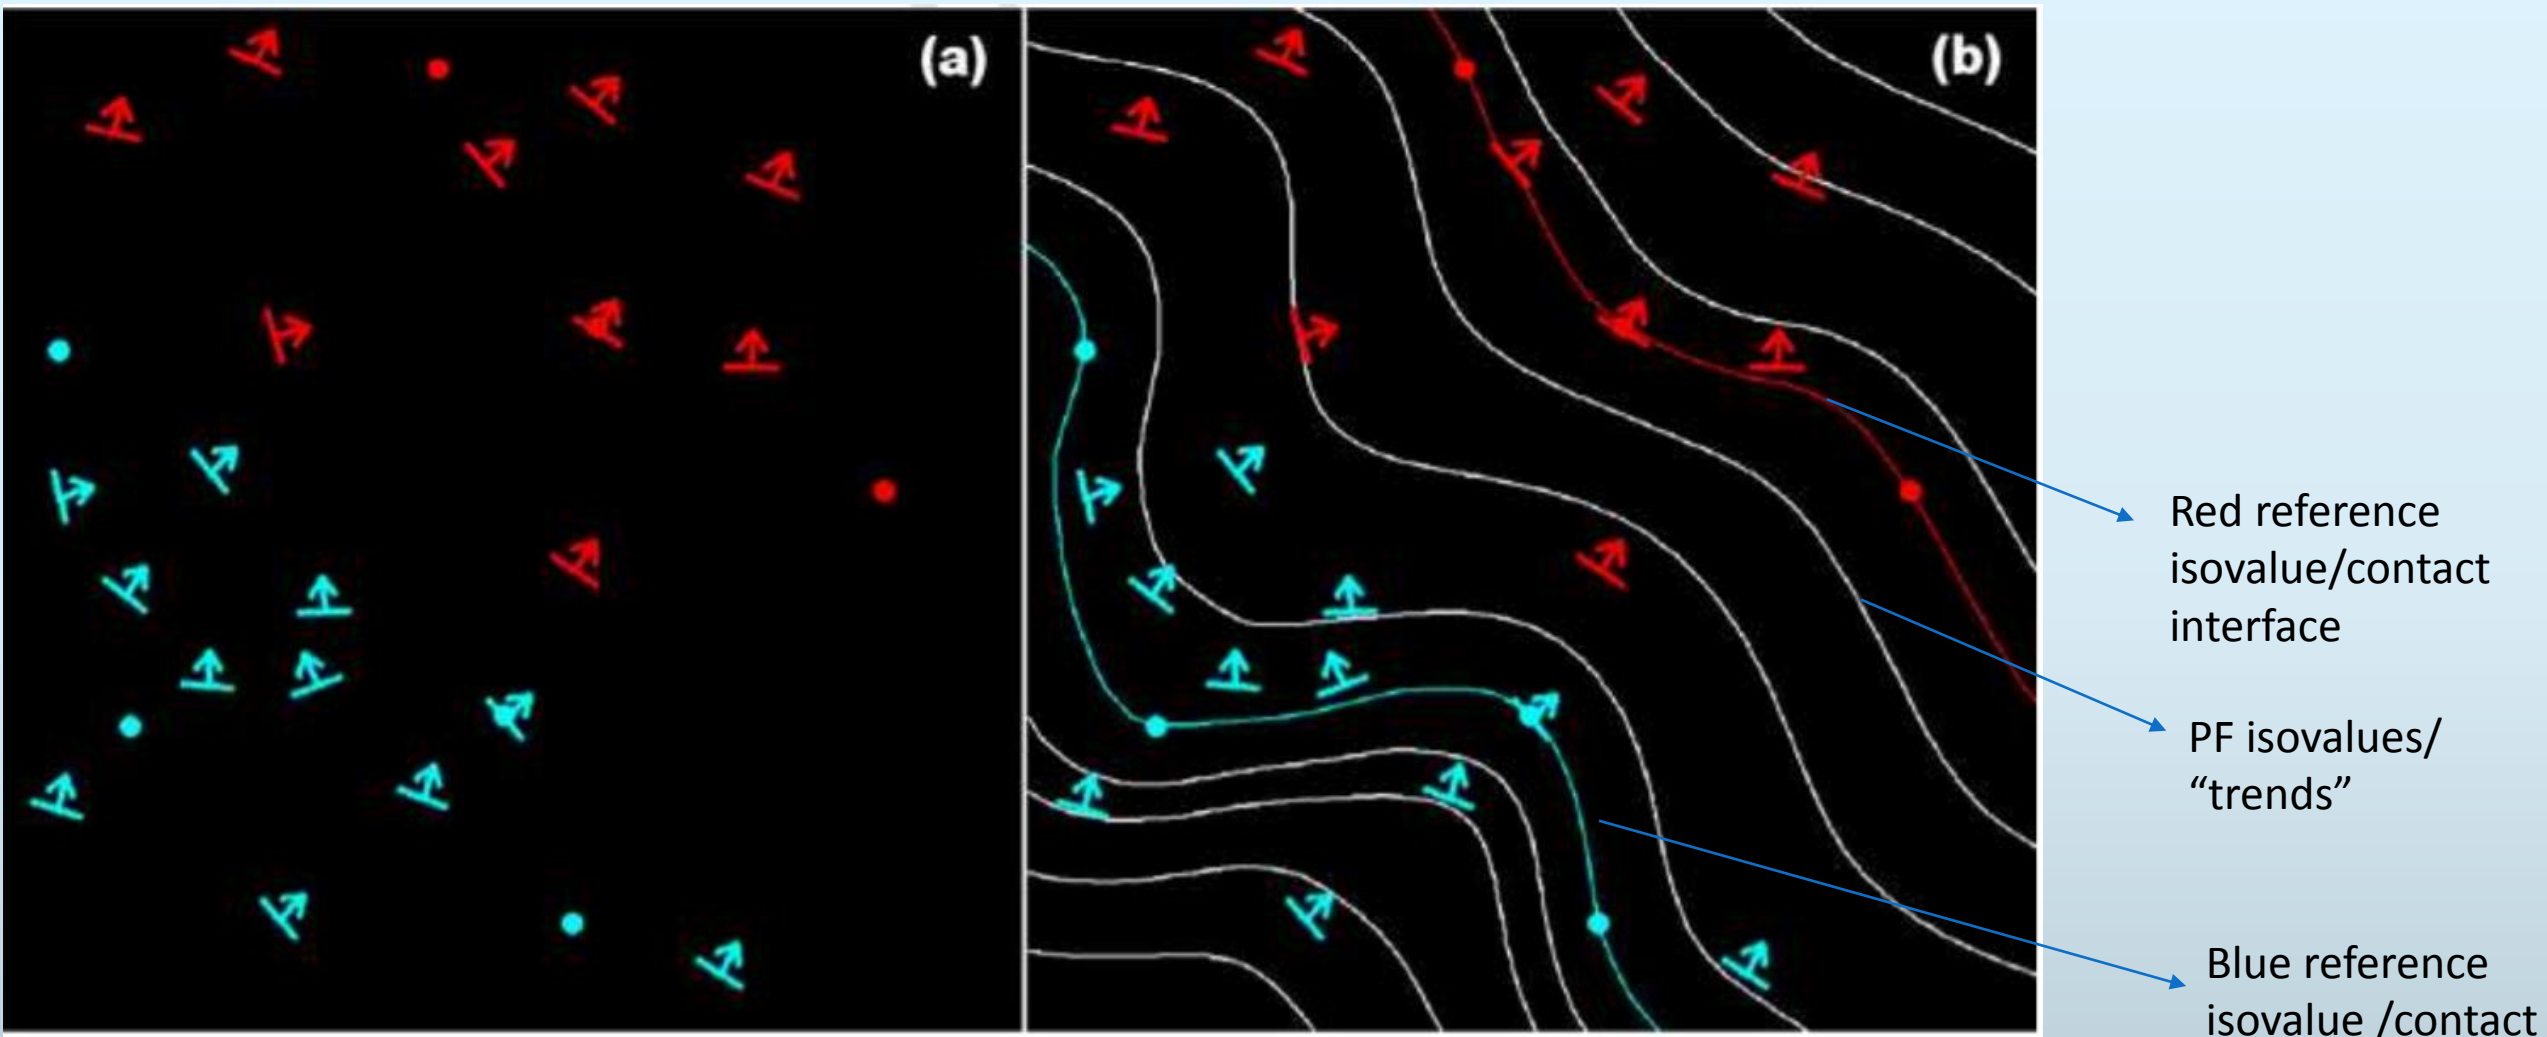 (a)
(b)
Red reference
isovalue/contact
interface
PF isovalues/
“trends”
Blue reference
isovalue /contact